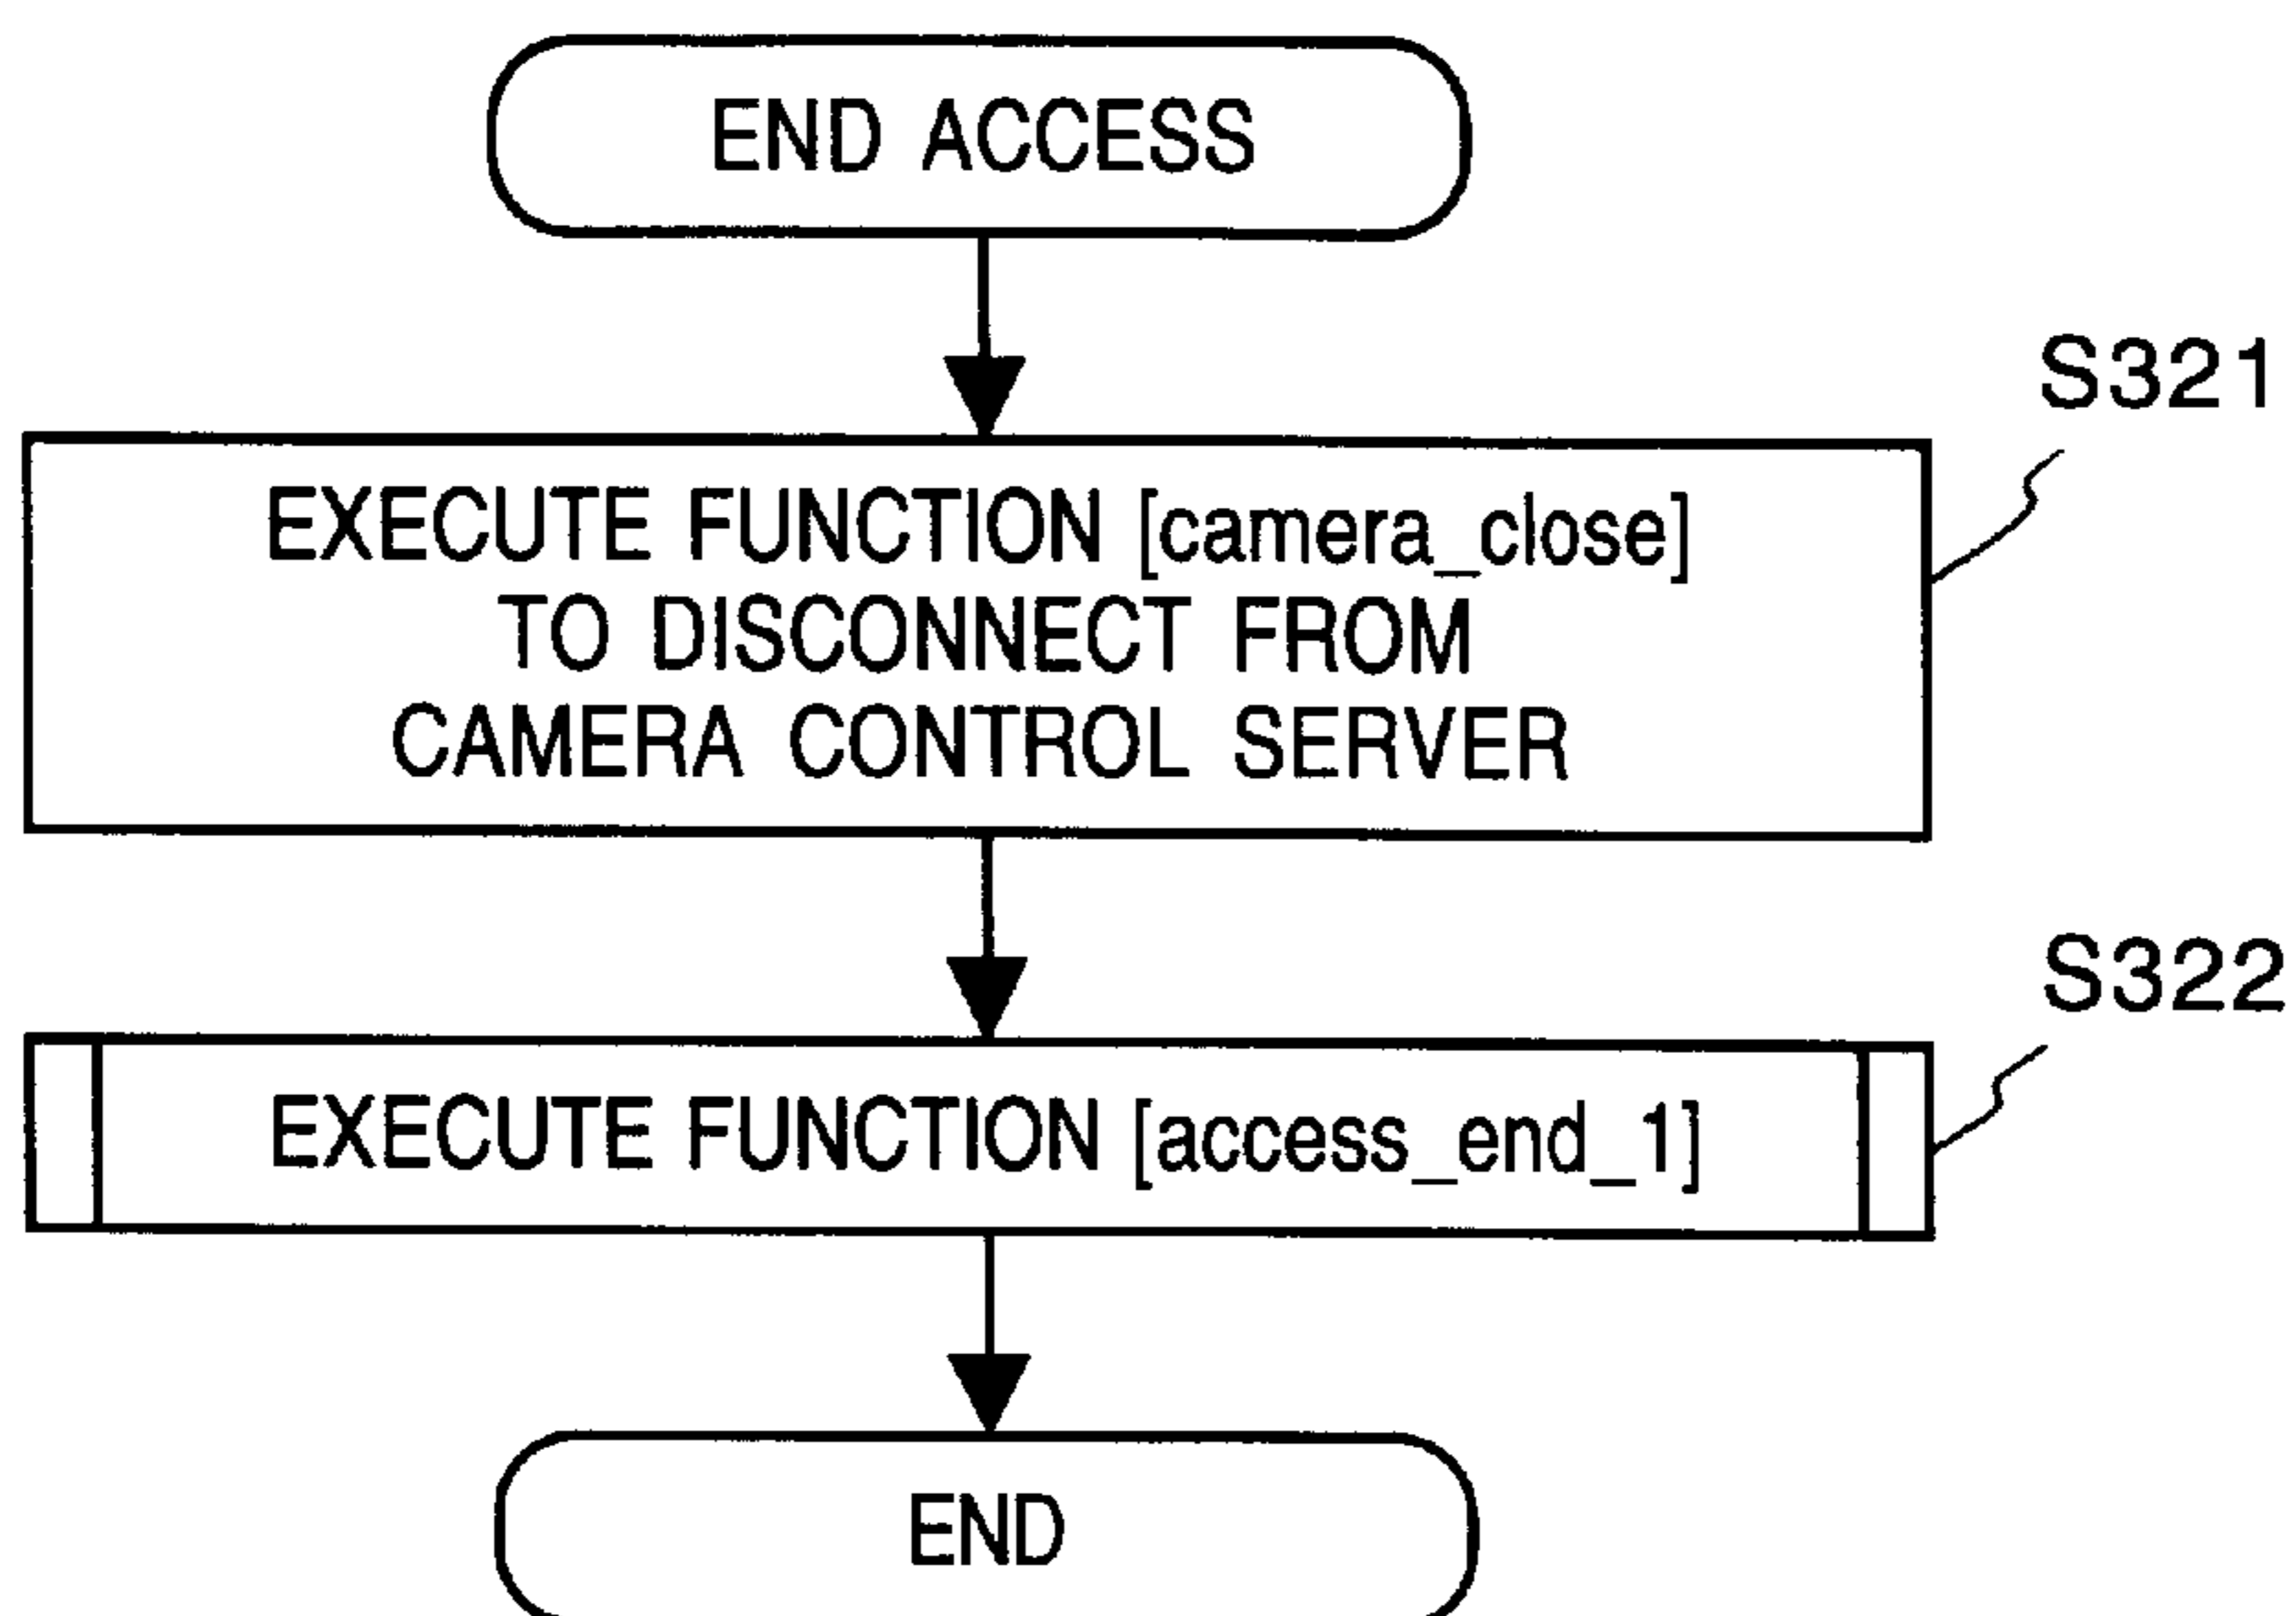 END ACCESS
S321
EXECUTE FUNCTION [camera_close]
TO DISCONNECT FROM
CAMERA CONTROL SERVER
S322
EXECUTE FUNCTION [access_end_1]
END